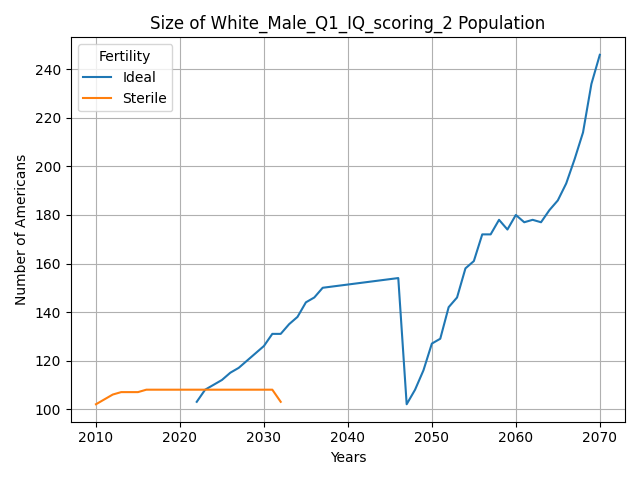 Size of White_Male_Q1_IQ_scoring_2 Population
Fertility
Ideal
Sterile
Number of Americans
240
220
200
180
160
140
120
100
2010
2020
2030
2040
2050
2060
2070
Years